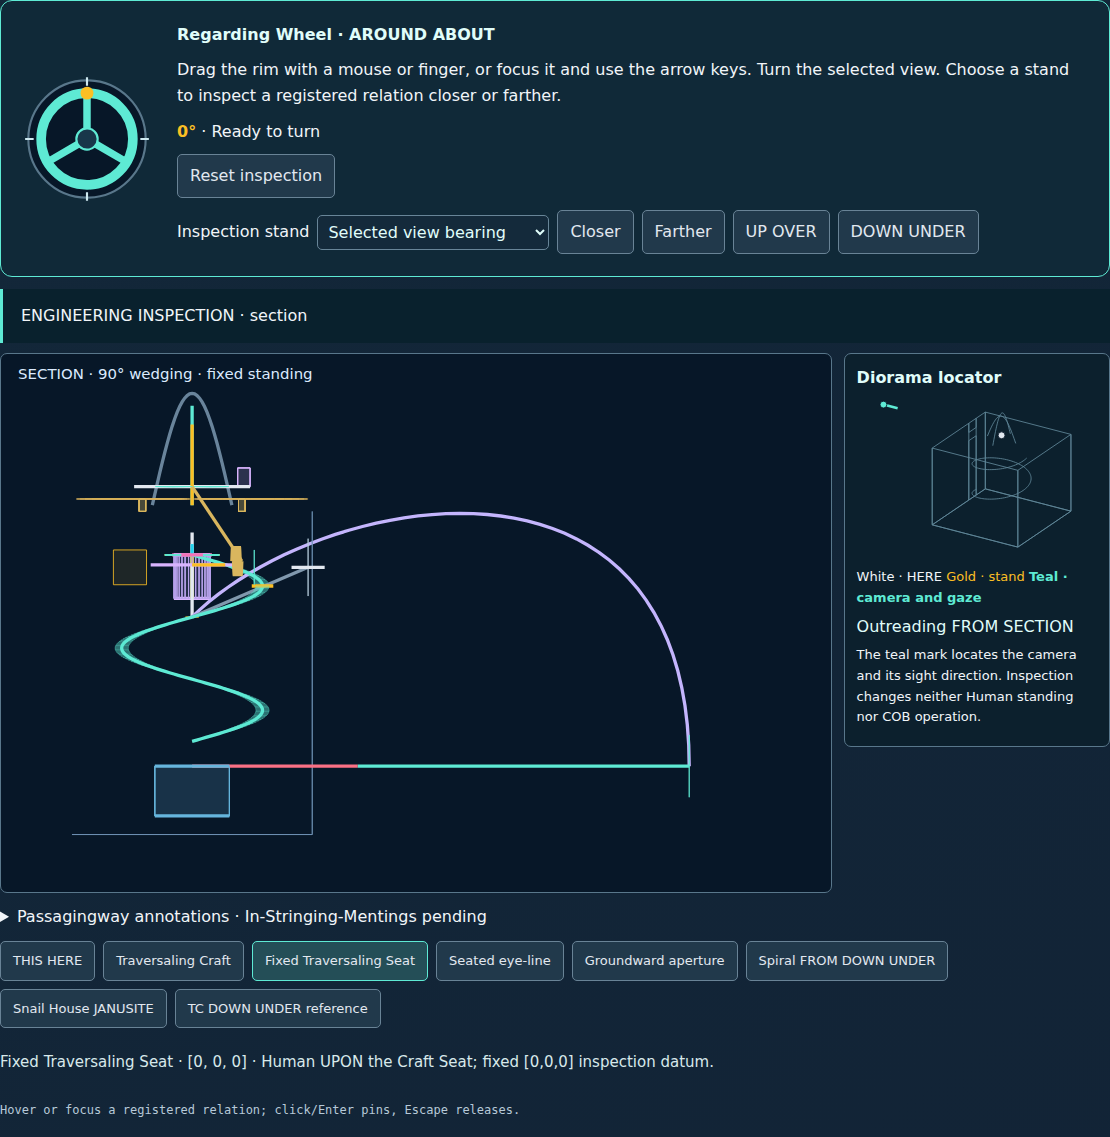 Regarding Wheel · AROUND ABOUT
Drag the rim with a mouse or finger, or focus it and use the arrow keys. Turn the selected view. Choose a stand
to inspect a registered relation closer or farther.
0° · Ready to turn
Reset inspection
Inspection stand Selected view bearing Closer Farther UP OVER DOWN UNDER
ENGINEERING INSPECTION · section
SECTION · 90° wedging · fixed standing
Diorama locator
White · HERE Gold · stand Teal ·
camera and gaze
Outreading FROM SECTION
The teal mark locates the camera
and its sight direction. Inspection
changes neither Human standing
nor COB operation.
Passagingway annotations · In-Stringing-Mentings pending
THIS HERE Traversaling Craft Fixed Traversaling Seat Seated eye-line Groundward aperture Spiral FROM DOWN UNDER
Snail House JANUSITE TC DOWN UNDER reference
Fixed Traversaling Seat · [0, 0, 0] · Human UPON the Craft Seat; fixed [0,0,0] inspection datum.
Hover or focus a registered relation; click/Enter pins, Escape releases.